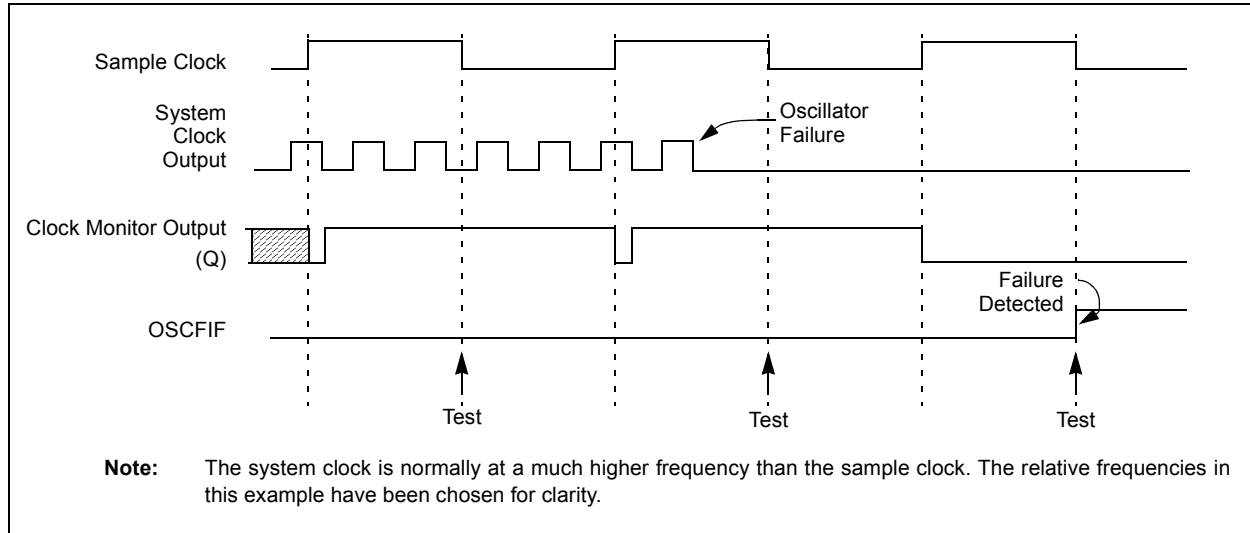 Sample Clock
System
Clock
Output
Oscillator
Failure
Clock Monitor Output
(Q)
Failure
Detected
OSCFIF
Test
Test
Test
Note: The system clock is normally at a much higher frequency than the sample clock. The relative frequencies in
this example have been chosen for clarity.